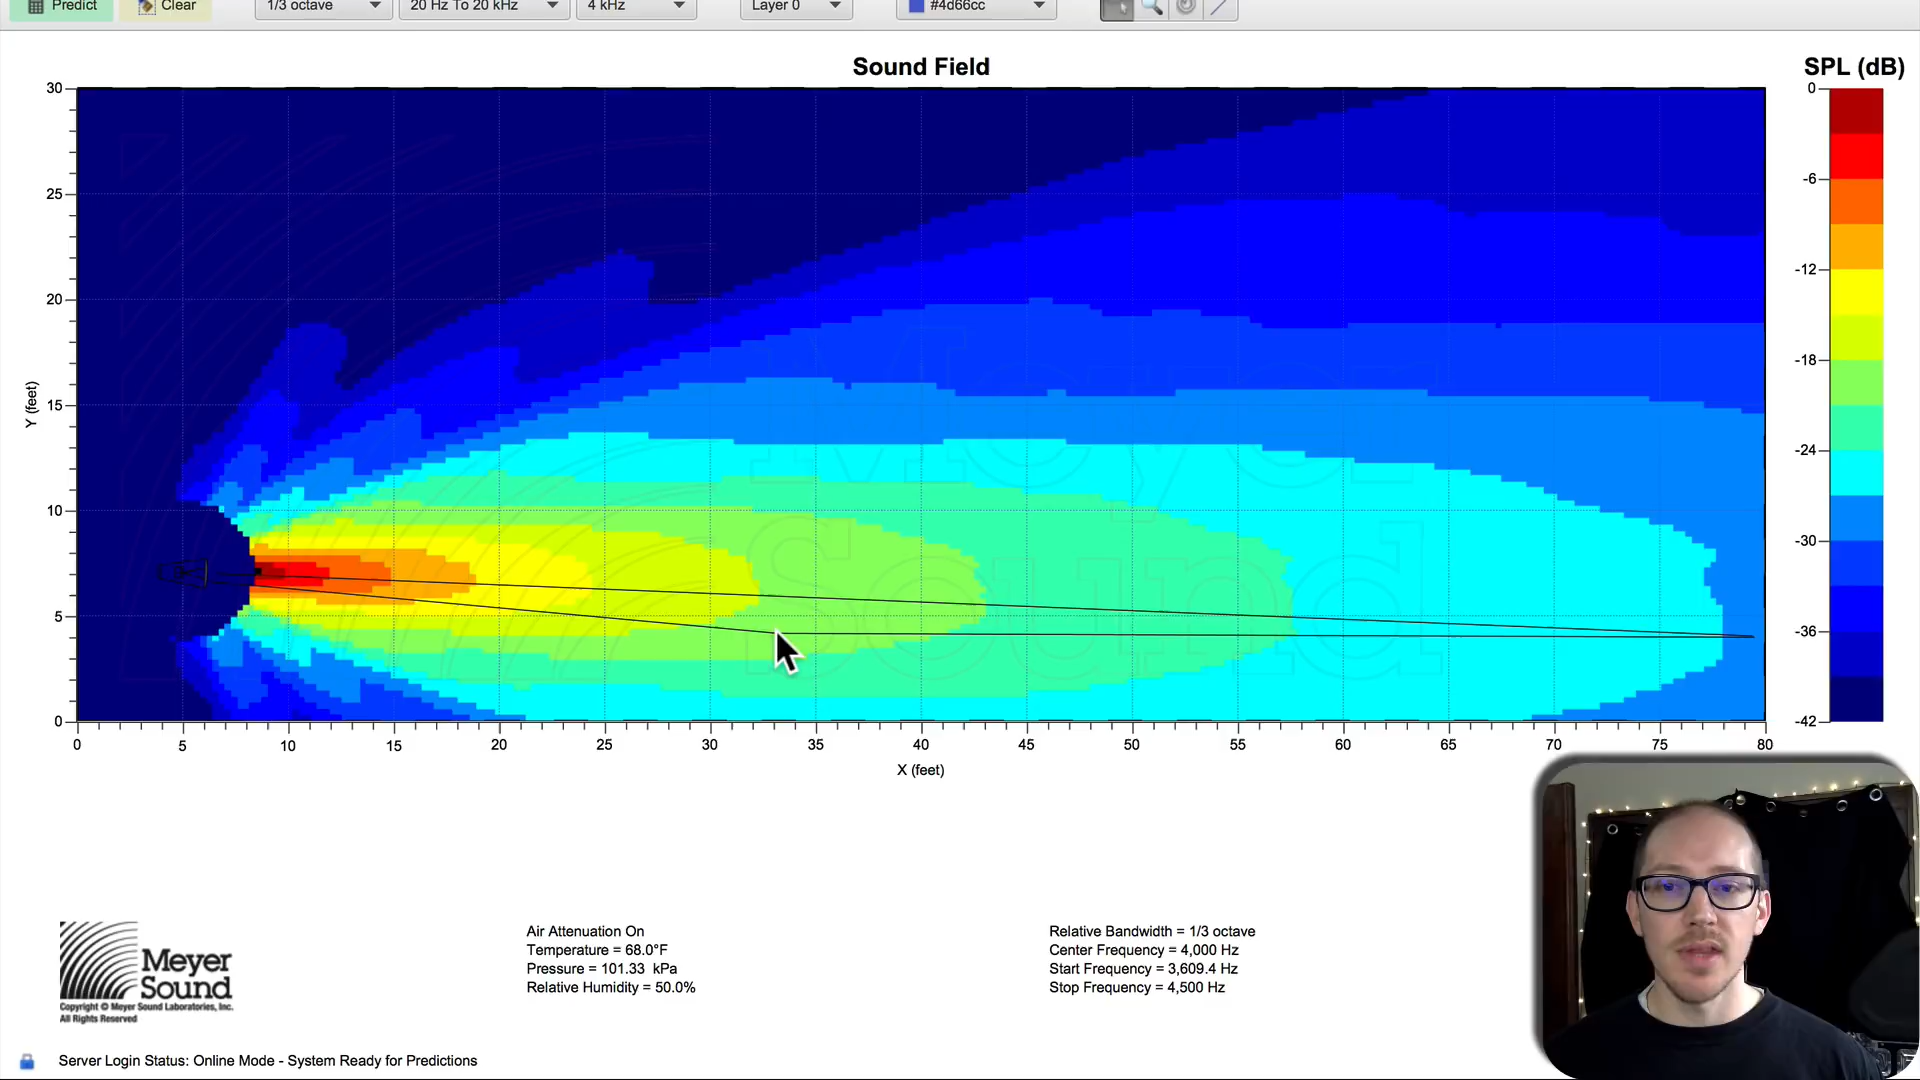 Predict Clear 1/3 octave 20 Hz To 20 kHz 4 kHz Layer 0 #4d66cc
Sound Field
SPL (dB)
30
25
20
15
10
5
0
Y (feet)
0 5 10 15 20 25 30 35 40 45 50 55 60 65 70 75 80
X (feet)
0
-6
-12
-18
-24
-30
-36
-42
Meyer
Sound
Air Attenuation On
Temperature = 68.0°F
Pressure = 101.33 kPa
Relative Humidity = 50.0%
Relative Bandwidth = 1/3 octave
Center Frequency = 4,000 Hz
Start Frequency = 3,609.4 Hz
Stop Frequency = 4,500 Hz
Meyer
Sound
Copyright © Meyer Sound Laboratories, Inc.
All Rights Reserved
Server Login Status: Online Mode - System Ready for Predictions